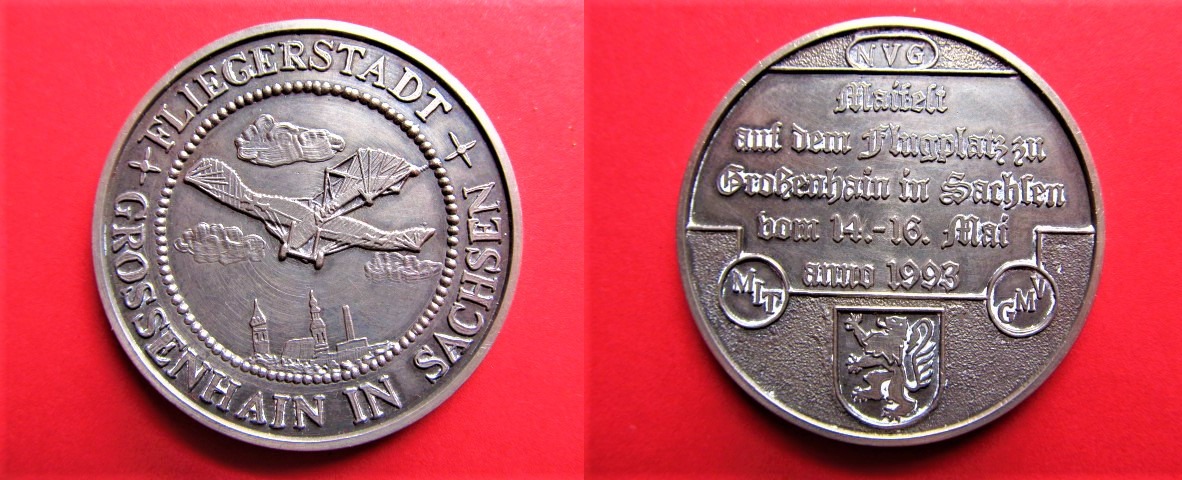 FLIEGERSTADT
GROSSENHAIN IN SACHSEN
NVG
Maifest
auf dem Flugplatz zu
Großenhain in Sachsen
vom 14.-16. Mai
anno 1993
MIT
GMV